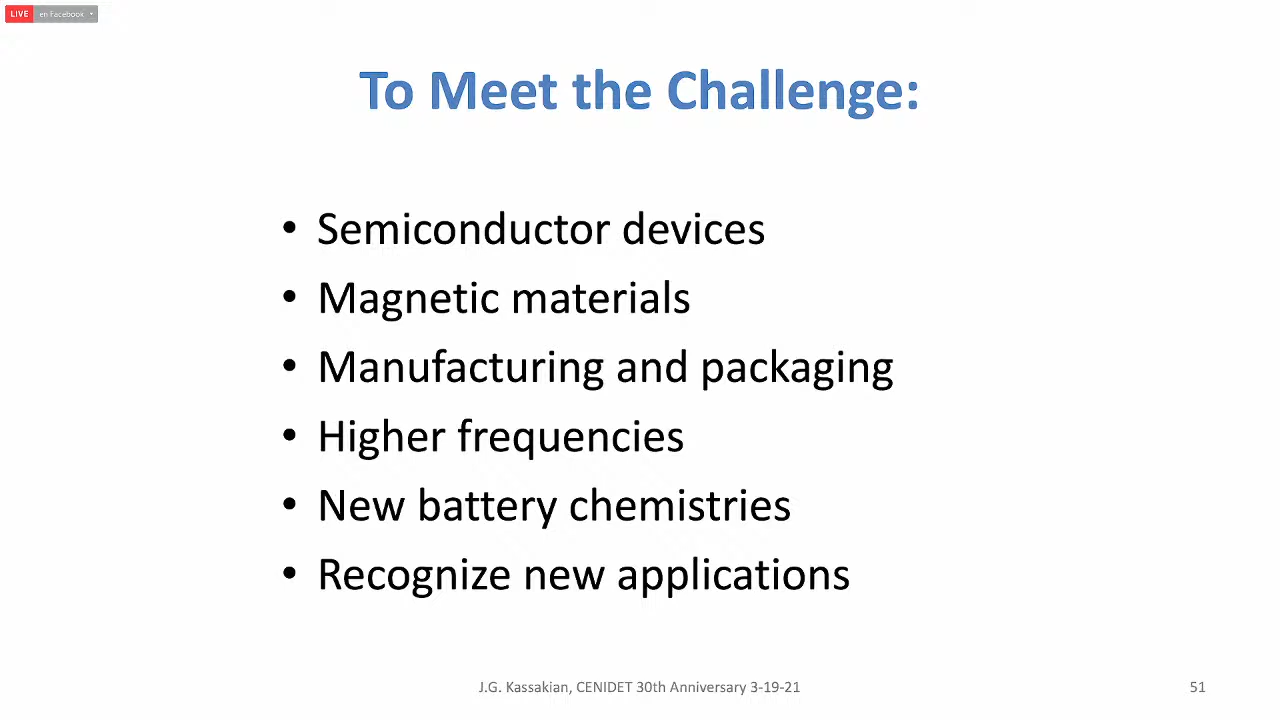 LIVE en Facebook
To Meet the Challenge:
• Semiconductor devices
• Magnetic materials
• Manufacturing and packaging
• Higher frequencies
• New battery chemistries
• Recognize new applications
J.G. Kassakian, CENIDET 30th Anniversary 3-19-21
51